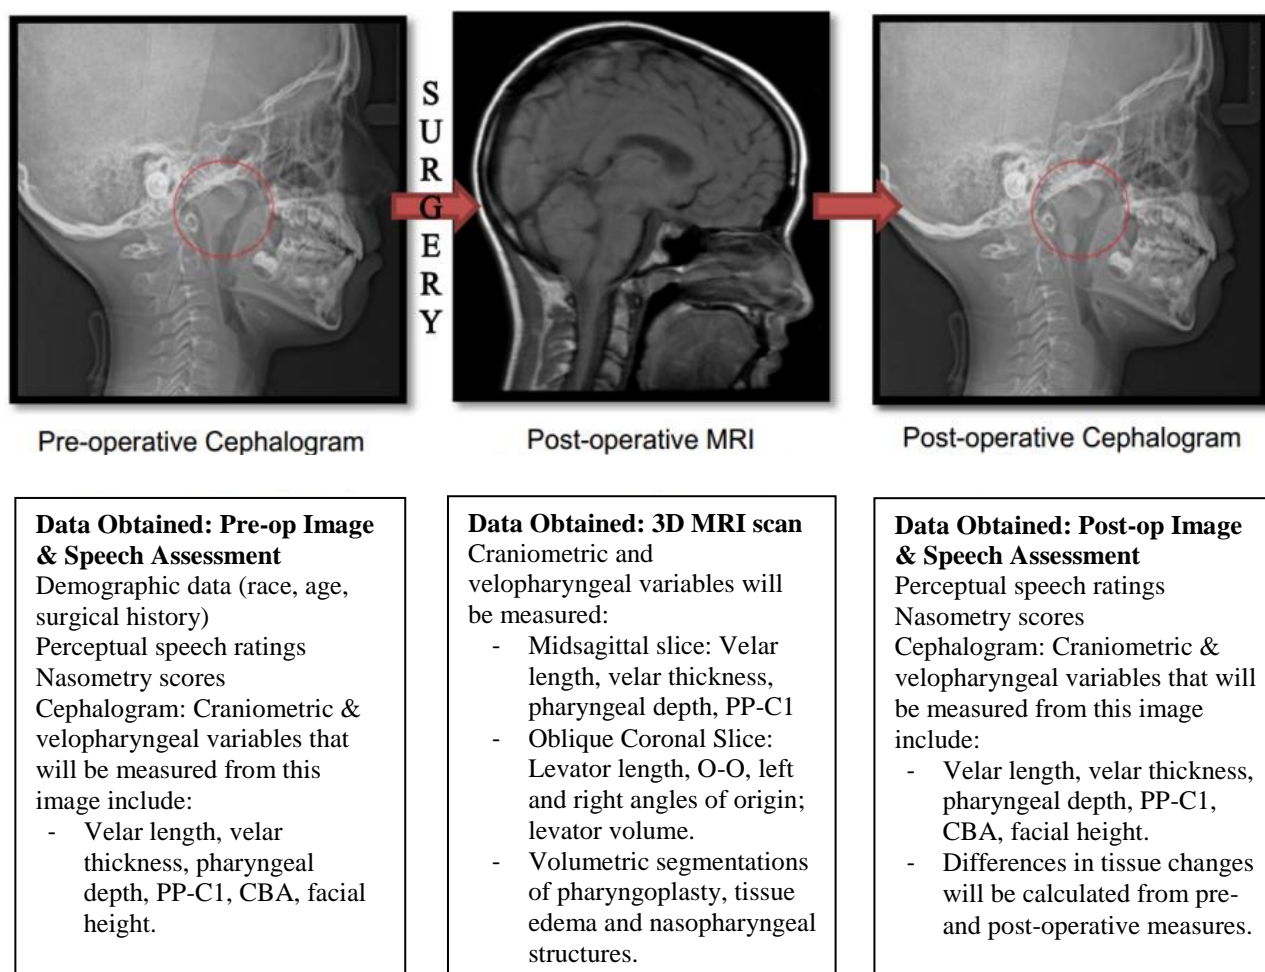 SURGERY
Pre-operative Cephalogram
Post-operative MRI
Post-operative Cephalogram
Data Obtained: Pre-op Image
& Speech Assessment
Demographic data (race, age,
surgical history)
Perceptual speech ratings
Nasometry scores
Cephalogram: Craniometric &
velopharyngeal variables that
will be measured from this
image include:
- Velar length, velar
thickness, pharyngeal
depth, PP-C1, CBA, facial
height.
Data Obtained: 3D MRI scan
Craniometric and
velopharyngeal variables will
be measured:
- Midsagittal slice: Velar
length, velar thickness,
pharyngeal depth, PP-C1
- Oblique Coronal Slice:
Levator length, O-O, left
and right angles of origin;
levator volume.
- Volumetric segmentations
of pharyngoplasty, tissue
edema and nasopharyngeal
structures.
Data Obtained: Post-op Image
& Speech Assessment
Perceptual speech ratings
Nasometry scores
Cephalogram: Craniometric &
velopharyngeal variables that will
be measured from this image
include:
- Velar length, velar thickness,
pharyngeal depth, PP-C1,
CBA, facial height.
- Differences in tissue changes
will be calculated from pre-
and post-operative measures.